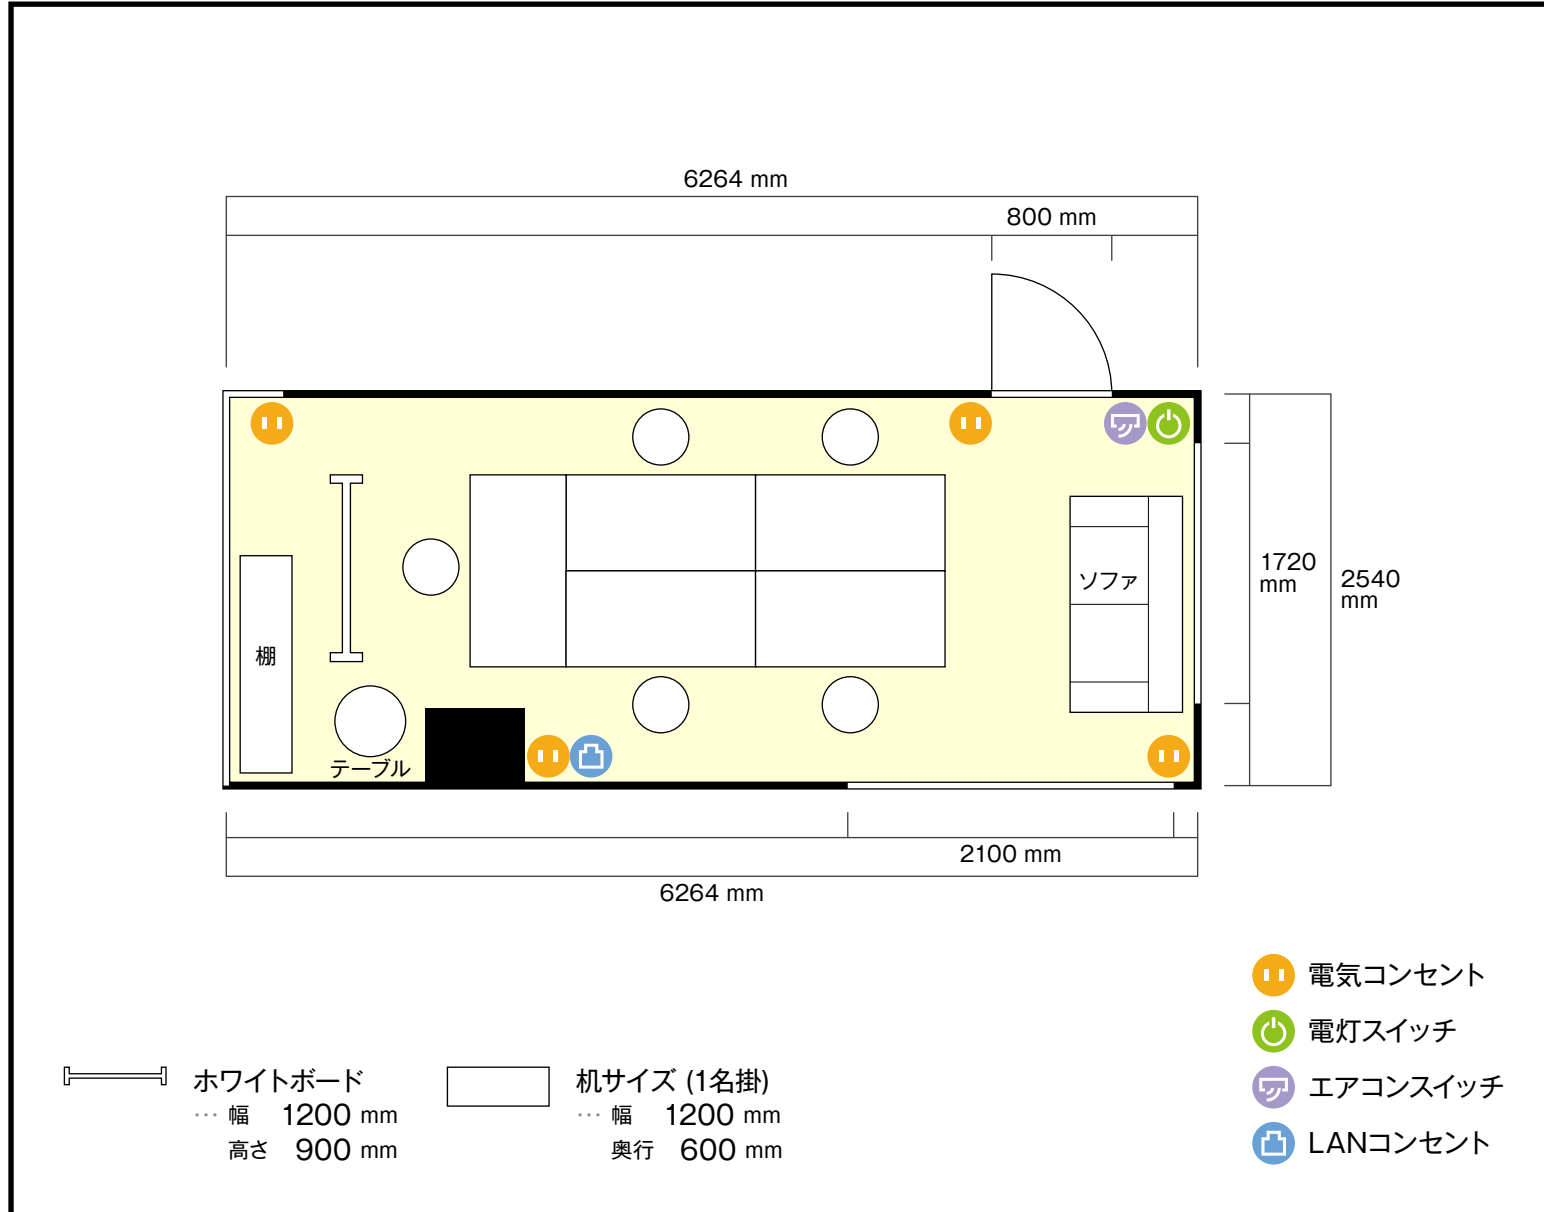 6264 mm
800 mm
1720
mm
2540
mm
ソファ
棚
テーブル
2100 mm
6264 mm
電気コンセント
電灯スイッチ
エアコンスイッチ
LANコンセント
ホワイトボード
… 幅 1200 mm
高さ 900 mm
机サイズ (1名掛)
… 幅 1200 mm
奥行 600 mm